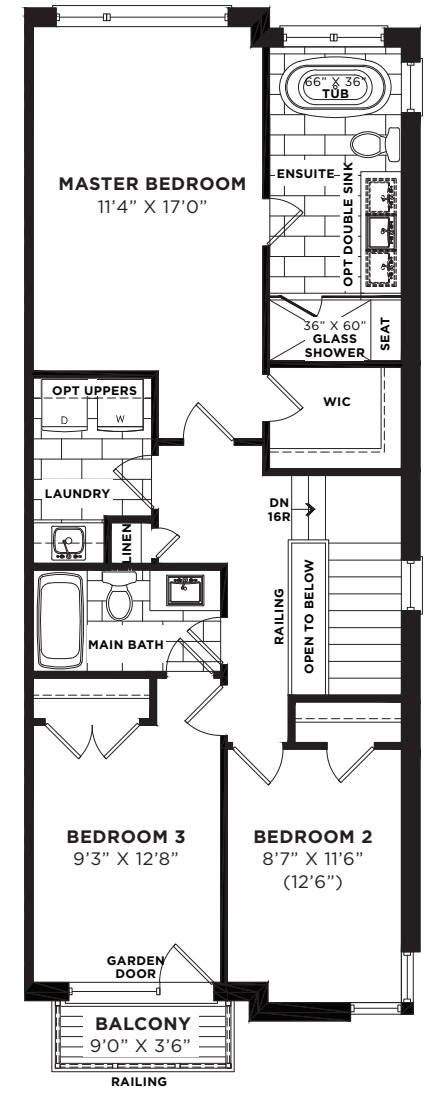 66" X 36"
TUB
ENSUITE
OPT DOUBLE SINK
MASTER BEDROOM
11'4" X 17'0"
36" X 60"
GLASS
SHOWER
SEAT
OPT UPPERS
D
W
WIC
LAUNDRY
LINEN
DN
16R
RAILING
OPEN TO BELOW
MAIN BATH
BEDROOM 3
9'3" X 12'8"
BEDROOM 2
8'7" X 11'6"
(12'6")
GARDEN
DOOR
BALCONY
9'0" X 3'6"
RAILING